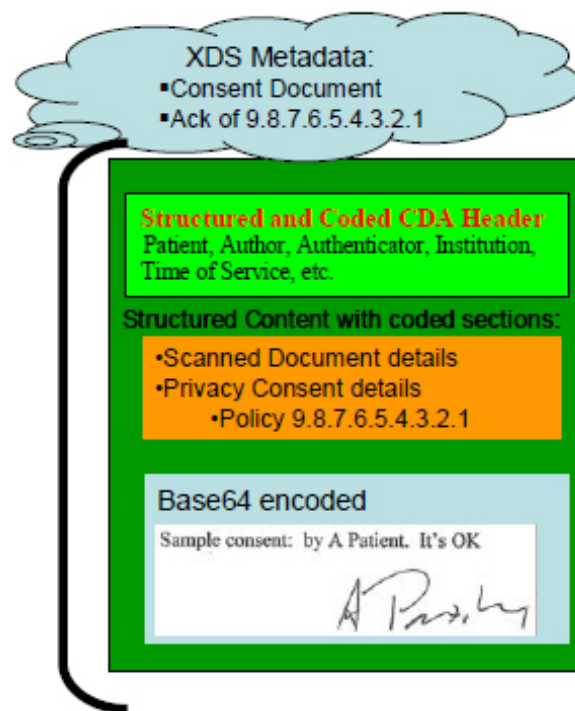 XDS Metadata:
▪Consent Document
▪Ack of 9.8.7.6.5.4.3.2.1
Structured and Coded CDA Header
Patient, Author, Authenticator, Institution,
Time of Service, etc.
Structured Content with coded sections:
•Scanned Document details
•Privacy Consent details
•Policy 9.8.7.6.5.4.3.2.1
Base64 encoded
Sample consent: by A Patient. It's OK